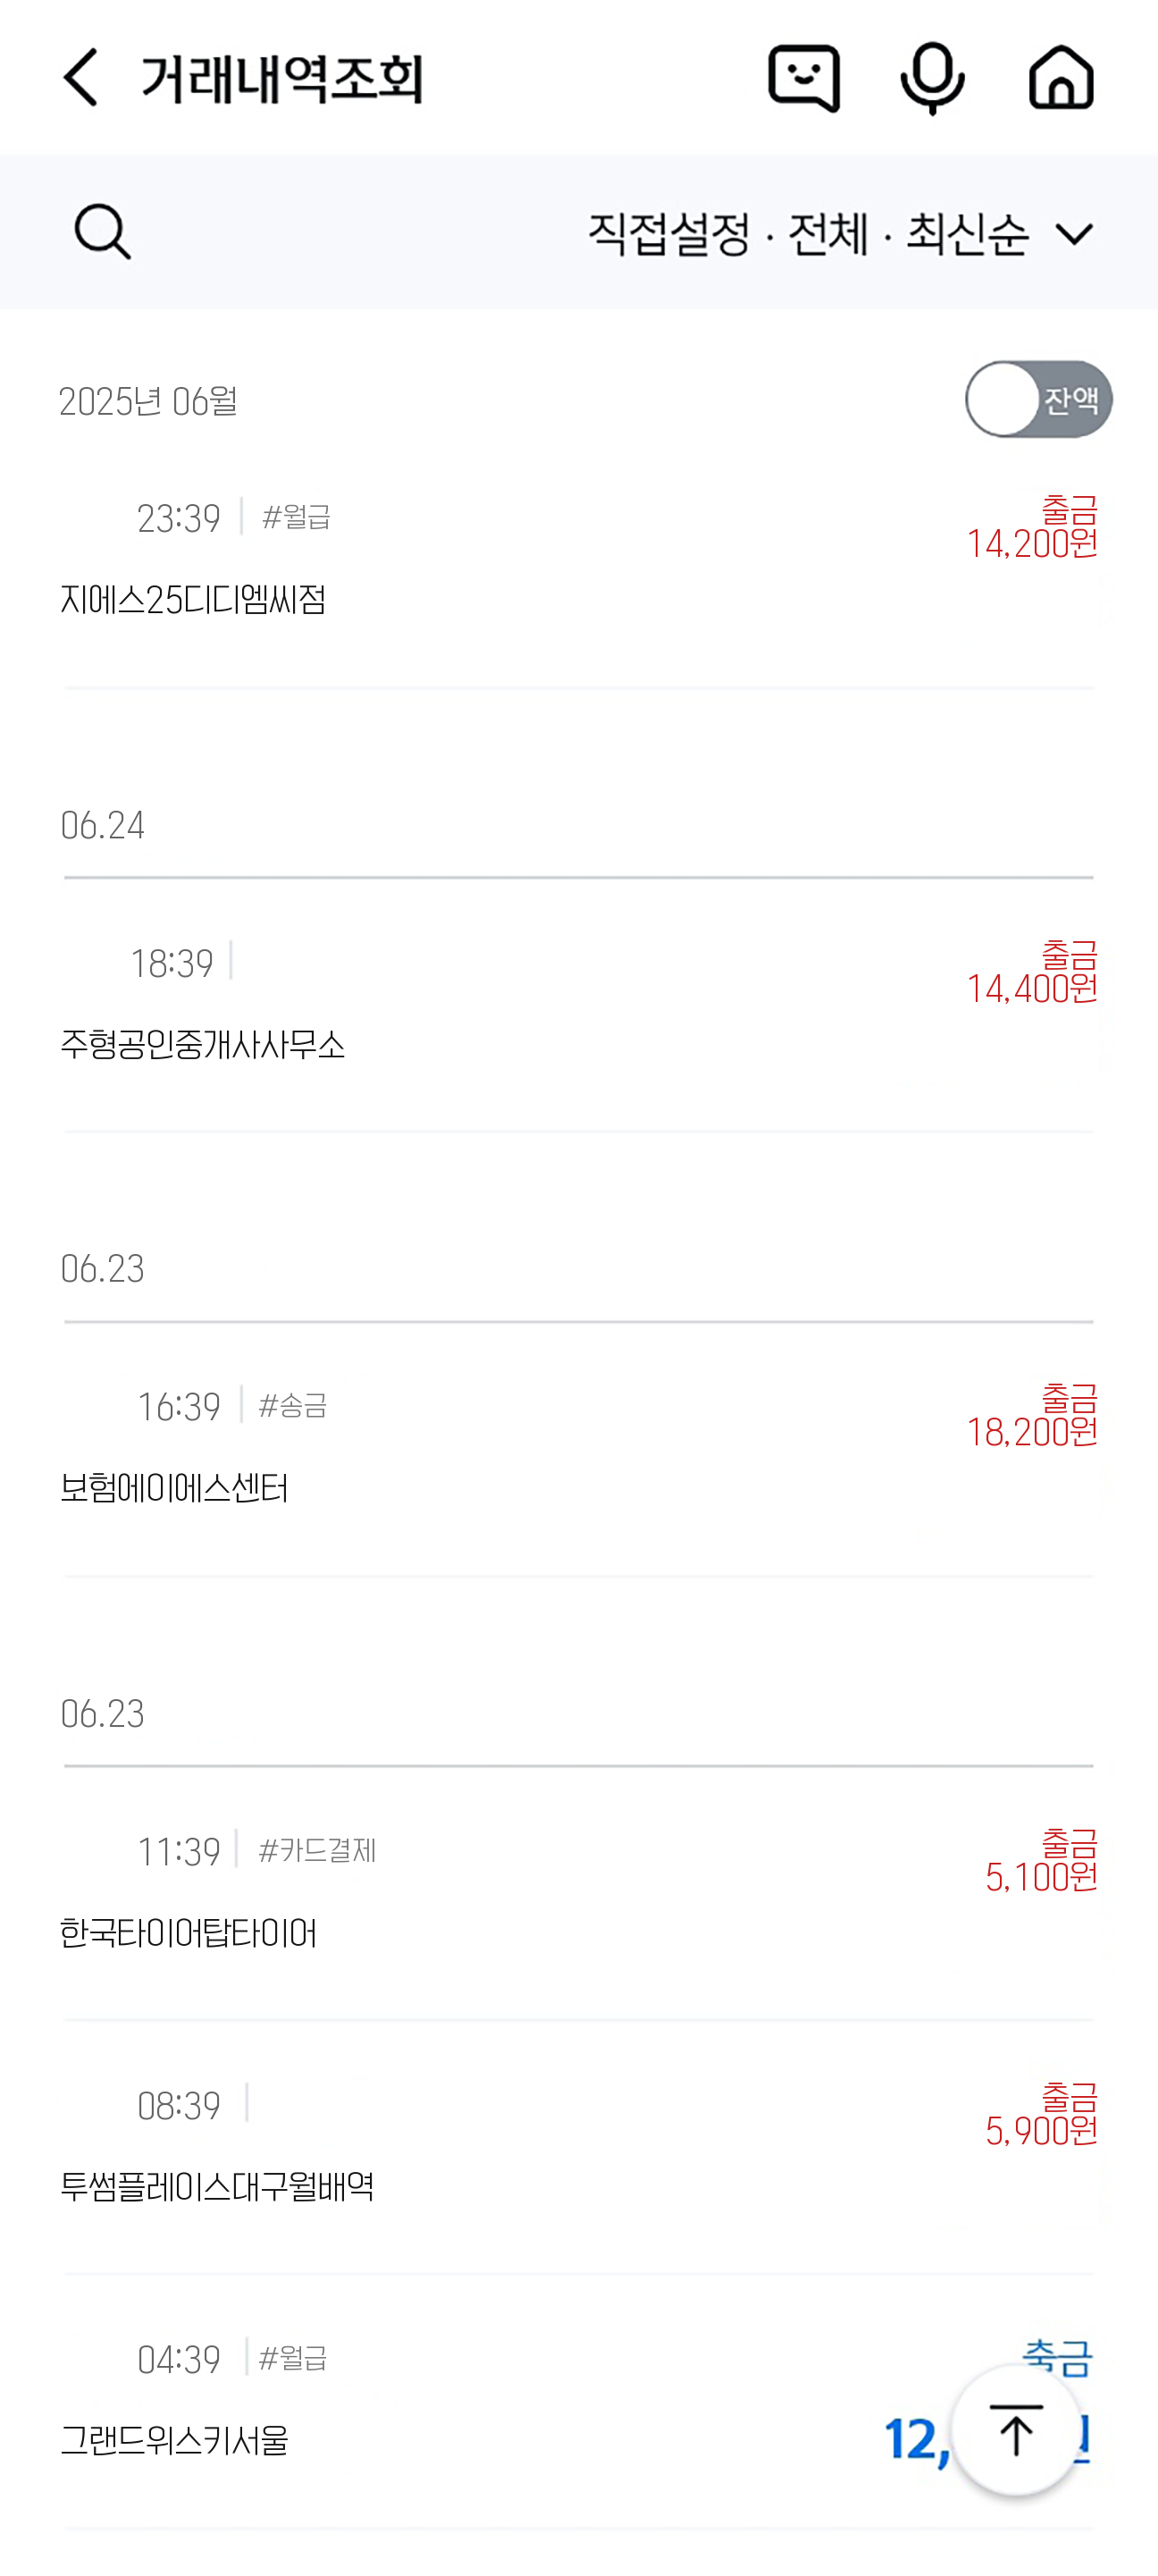 거래내역조회
직접설정 · 전체 · 최신순
2025년 06월
잔액
23:39 #월급
출금
14,200원
지에스25디디엠씨점
06.24
18:39
출금
14,400원
주형공인중개사사무소
06.23
16:39 #송금
출금
18,200원
보험에이에스센터
06.23
11:39 #카드결제
출금
5,100원
한국타이어탑타이어
08:39
출금
5,900원
투썸플레이스대구월배역
04:39 #월급
그랜드위스키서울
12,